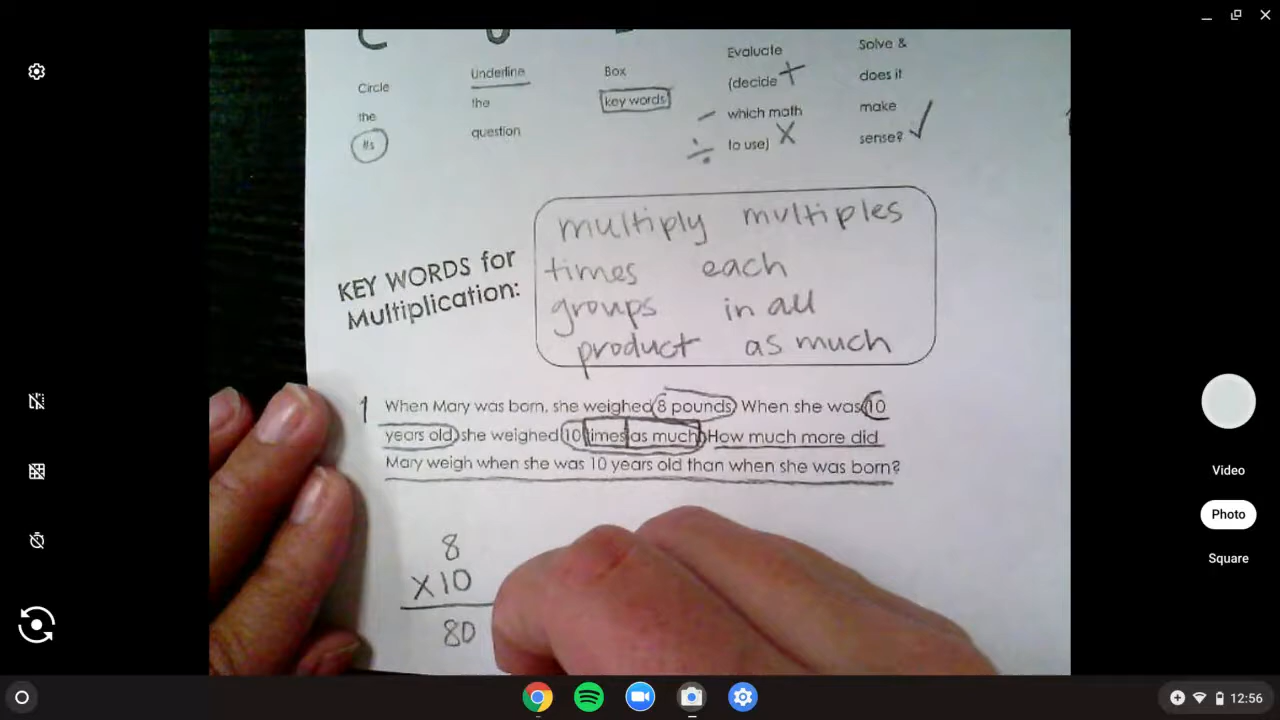 Circle
the
#s
Underline
the
question
Box
key words
Evaluate
(decide +
– which math
÷ to use) X
Solve &
does it
make
sense? ✓
KEY WORDS for
Multiplication:
multiply multiples
times each
groups in all
product as much
1 When Mary was born, she weighed 8 pounds. When she was 10
years old, she weighed 10 times as much. How much more did
Mary weigh when she was 10 years old than when she was born?
8
X10
80
Video
Photo
Square
12:56